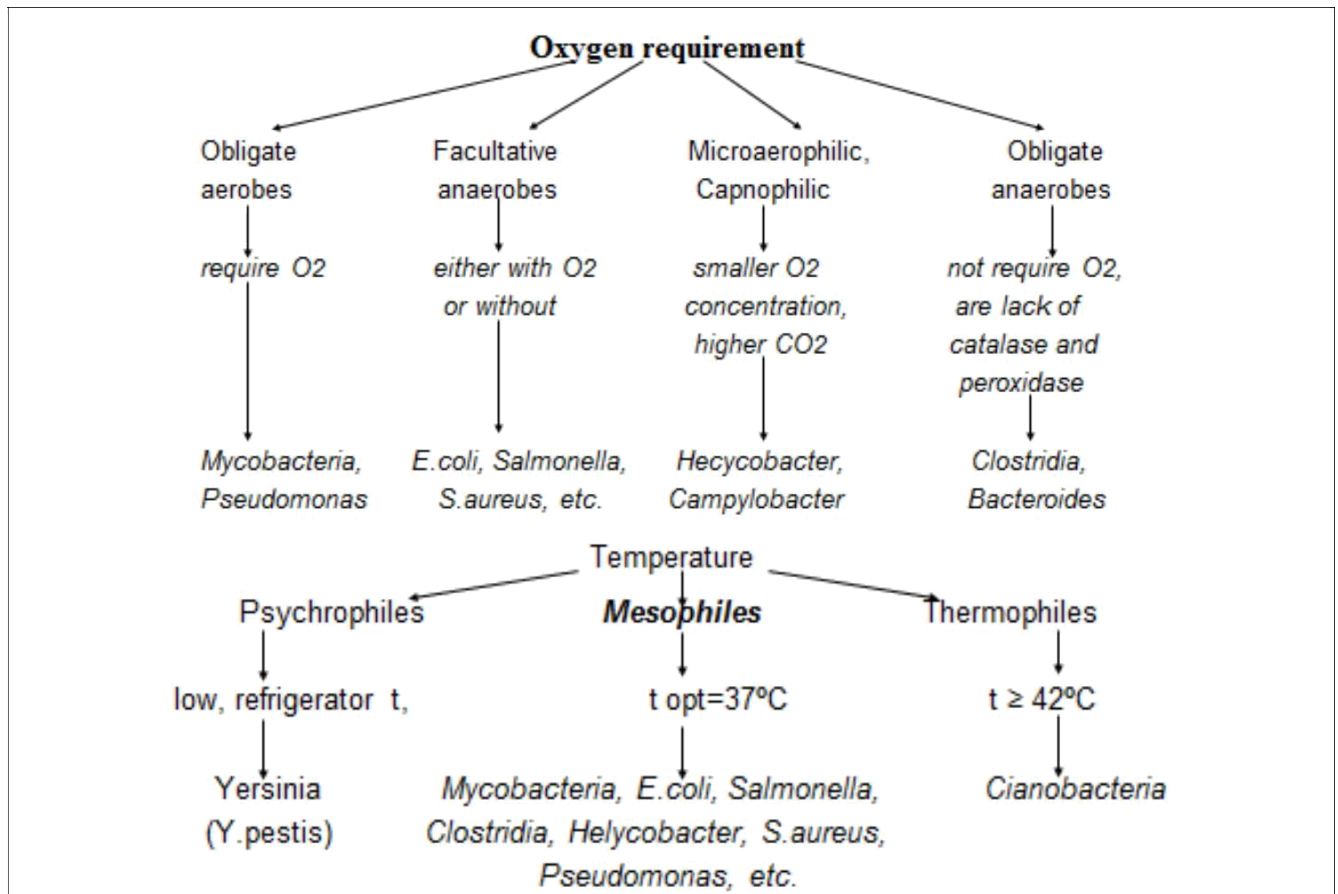 Oxygen requirement
Obligate
aerobes
Facultative
anaerobes
Microaerophilic,
Capnophilic
Obligate
anaerobes
require O2
either with O2
or without
smaller O2
concentration,
higher CO2
not require O2,
are lack of
catalase and
peroxidase
Mycobacteria,
Pseudomonas
E.coli, Salmonella,
S.aureus, etc.
Hecycobacter,
Campylobacter
Clostridia,
Bacteroides
Temperature
Psychrophiles
Mesophiles
Thermophiles
low, refrigerator t,
t opt=37ºC
t ≥ 42ºC
Yersinia
(Y.pestis)
Mycobacteria, E.coli, Salmonella,
Clostridia, Helycobacter, S.aureus,
Pseudomonas, etc.
Cianobacteria